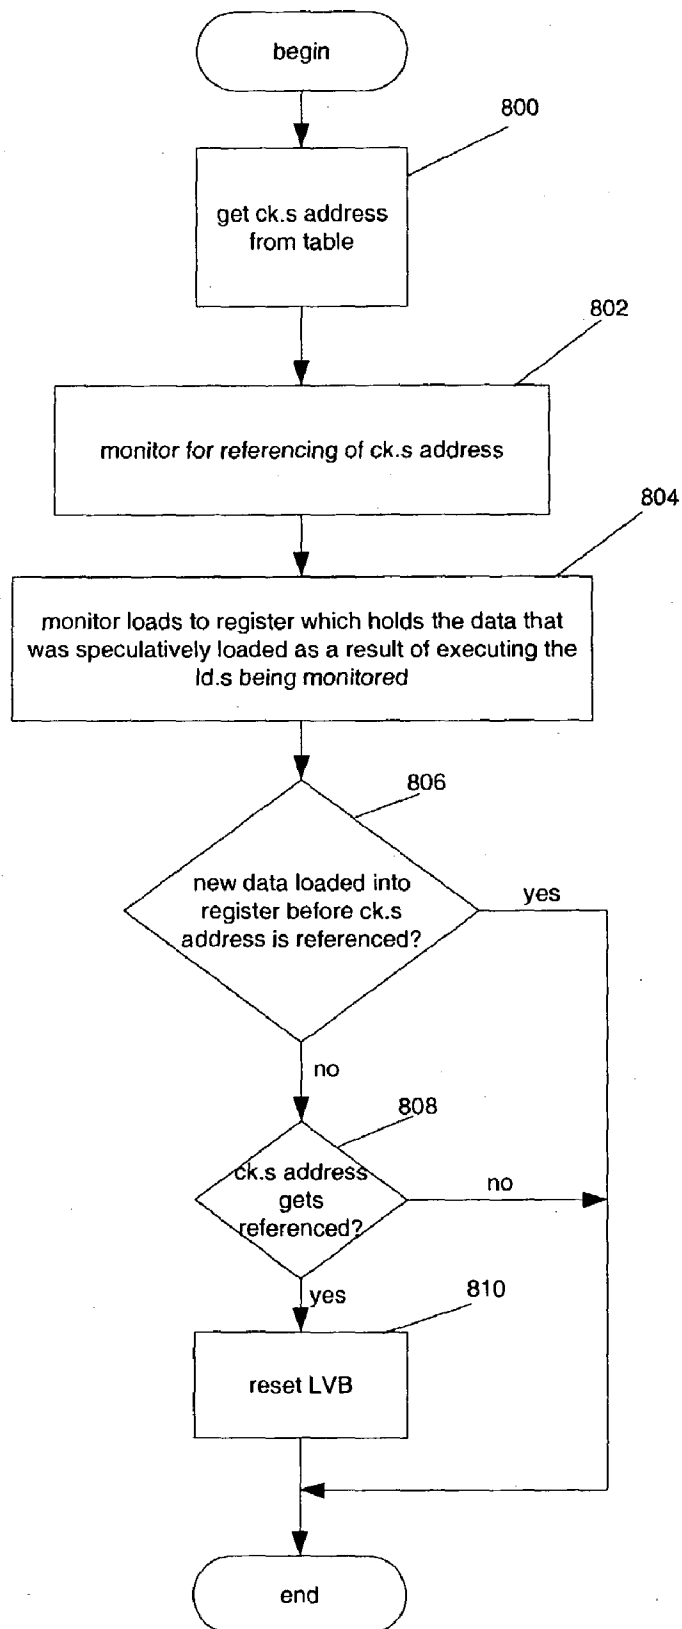 begin
800
get ck.s address
from table
802
monitor for referencing of ck.s address
804
monitor loads to register which holds the data that
was speculatively loaded as a result of executing the
ld.s being monitored
806
new data loaded into
register before ck.s
address is referenced?
yes
no
808
ck.s address
gets
referenced?
no
yes
810
reset LVB
end